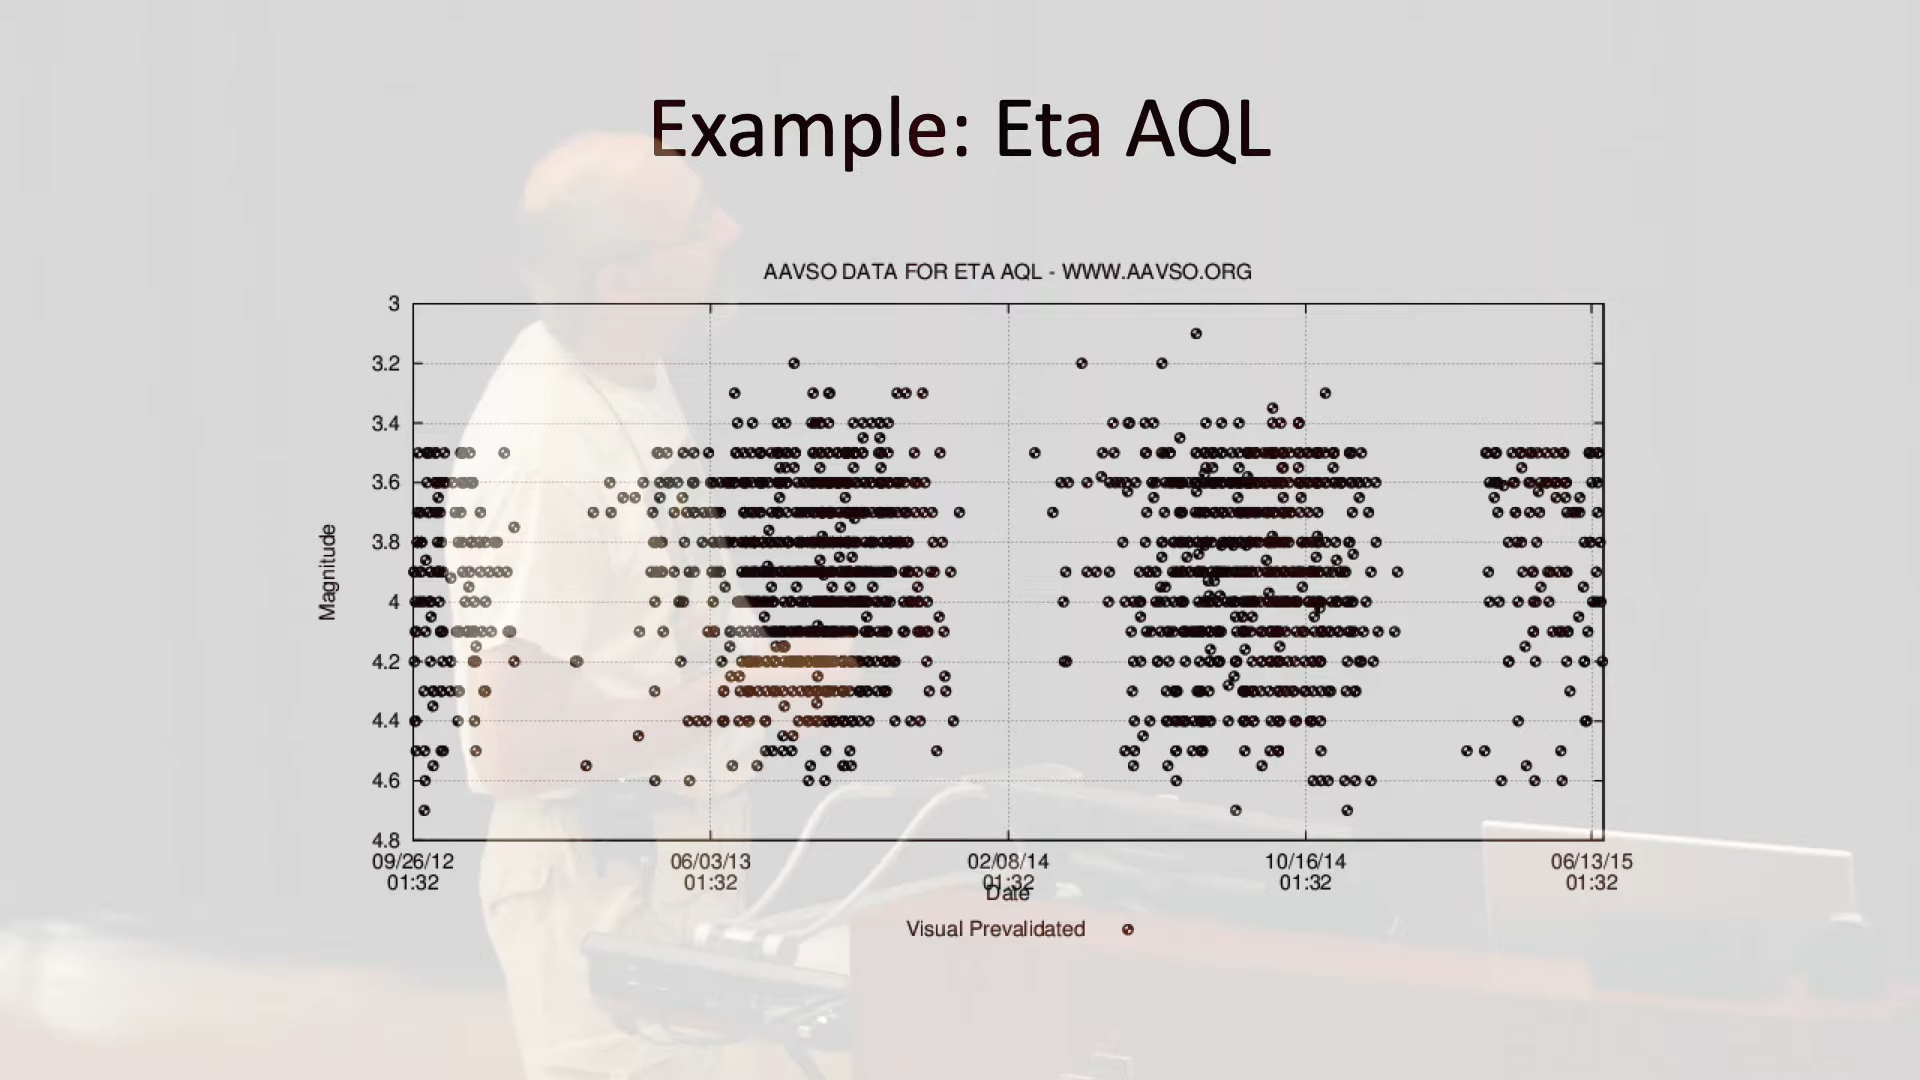 Example: Eta AQL
AAVSO DATA FOR ETA AQL - WWW.AAVSO.ORG
3
3.2
3.4
3.6
3.8
4
4.2
4.4
4.6
4.8
Magnitude
09/26/12 06/03/13 02/08/14 10/16/14 06/13/15
01:32 01:32 01:32 01:32 01:32
Date
Visual Prevalidated